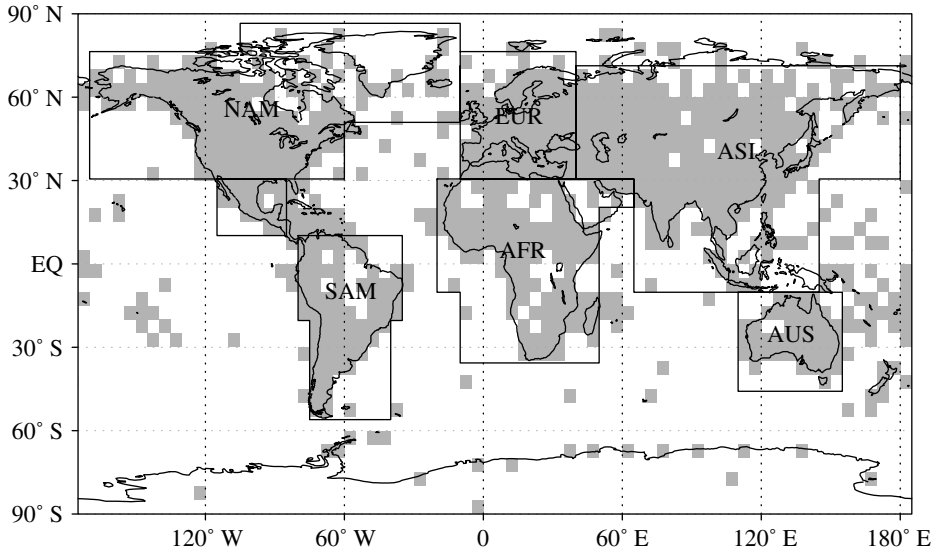 90° N
60° N
30° N
EQ
30° S
60° S
90° S
NAM
EUR
ASI
AFR
SAM
AUS
120° W
60° W
0
60° E
120° E
180° E